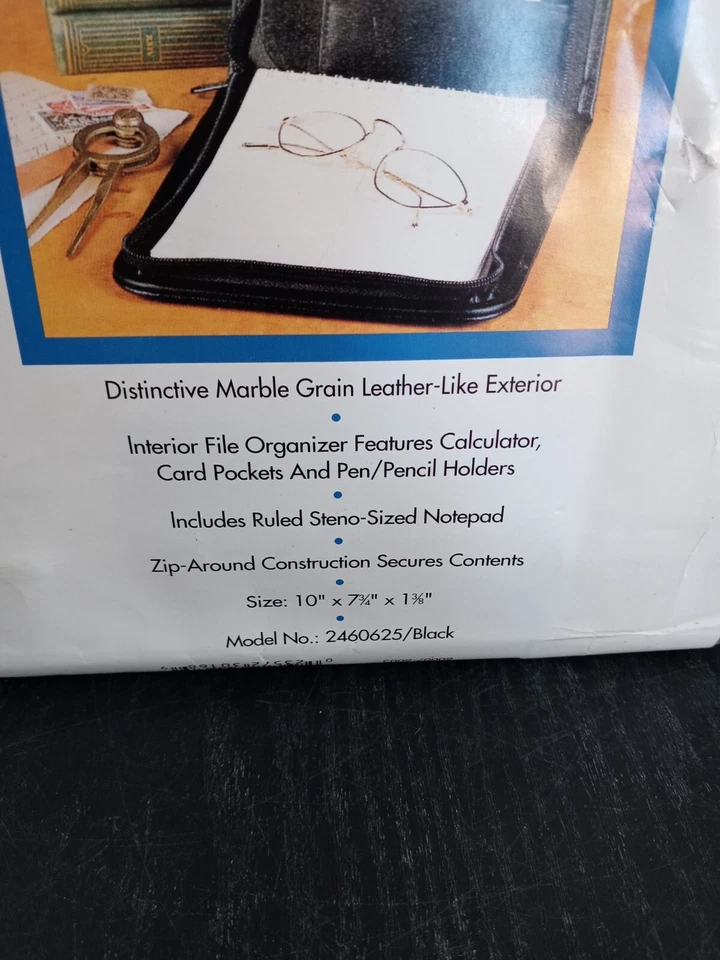 Distinctive Marble Grain Leather-Like Exterior
Interior File Organizer Features Calculator,
Card Pockets And Pen/Pencil Holders
Includes Ruled Steno-Sized Notepad
Zip-Around Construction Secures Contents
Size: 10" x 7¾" x 1⅜"
Model No.: 2460625/Black